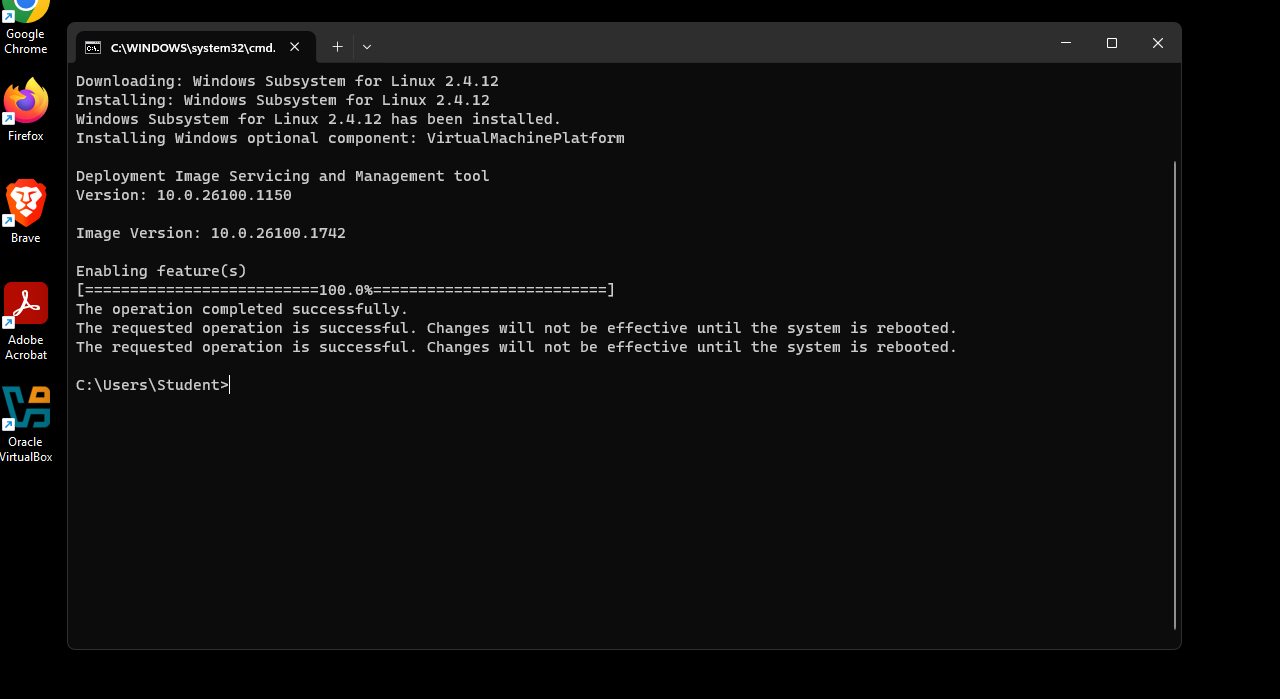 Google
Chrome
Firefox
Brave
Adobe
Acrobat
Oracle
VirtualBox
C:\WINDOWS\system32\cmd.
Downloading: Windows Subsystem for Linux 2.4.12
Installing: Windows Subsystem for Linux 2.4.12
Windows Subsystem for Linux 2.4.12 has been installed.
Installing Windows optional component: VirtualMachinePlatform
Deployment Image Servicing and Management tool
Version: 10.0.26100.1150
Image Version: 10.0.26100.1742
Enabling feature(s)
[==========================100.0%==========================]
The operation completed successfully.
The requested operation is successful. Changes will not be effective until the system is rebooted.
The requested operation is successful. Changes will not be effective until the system is rebooted.
C:\Users\Student>